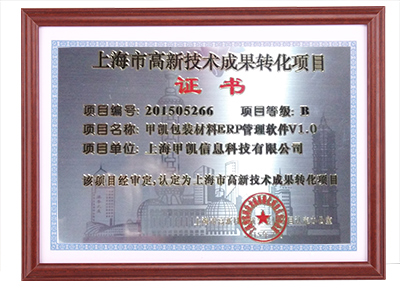 上海市高新技术成果转化项目
证书
项目编号: 201505266 项目等级: B
项目名称: 甲凯包装材料ERP管理软件V1.0
项目单位: 上海甲凯信息科技有限公司
该项目经审定,认定为上海市高新技术成果转化项目